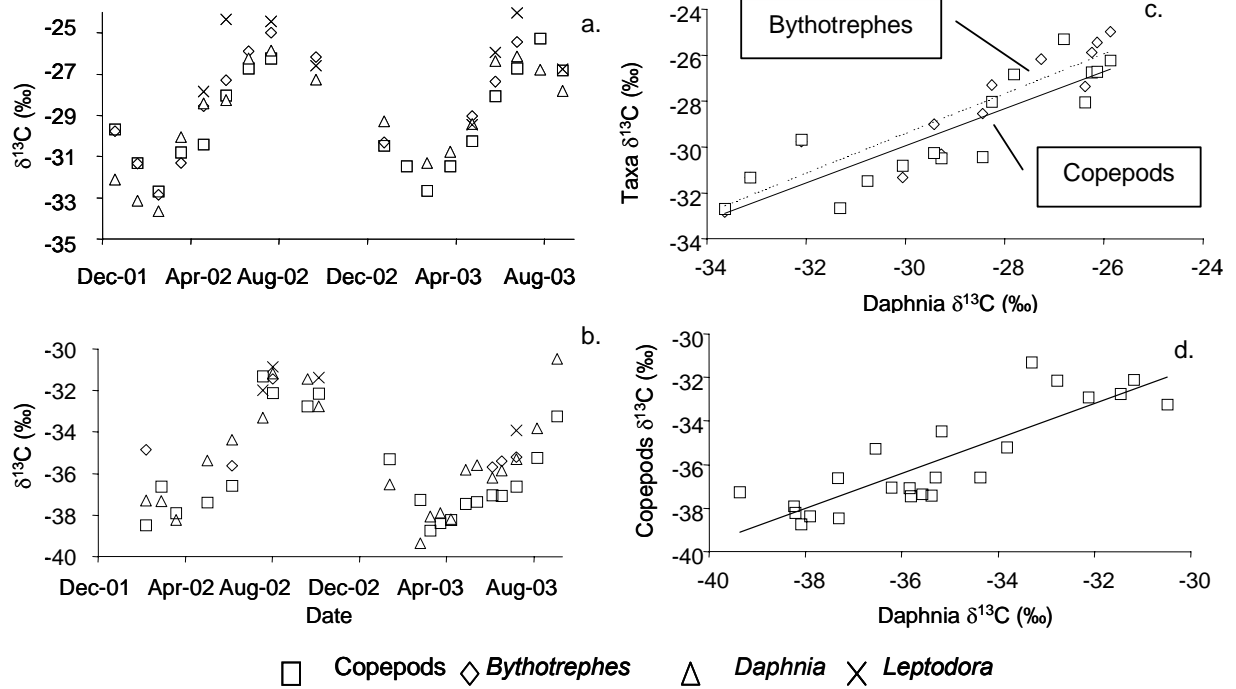 a.
δ¹³C (‰)
-25
-27
-29
-31
-33
-35
Dec-01 Apr-02 Aug-02 Dec-02 Apr-03 Aug-03
c.
Taxa δ¹³C (‰)
-24
-26
-28
-30
-32
-34
Bythotrephes
Copepods
-34 -32 -30 -28 -26 -24
Daphnia δ¹³C (‰)
b.
δ¹³C (‰)
-30
-32
-34
-36
-38
-40
Dec-01 Apr-02 Aug-02 Dec-02 Apr-03 Aug-03
Date
d.
Copepods δ¹³C (‰)
-30
-32
-34
-36
-38
-40
-40 -38 -36 -34 -32 -30
Daphnia δ¹³C (‰)
Copepods Bythotrephes Daphnia Leptodora